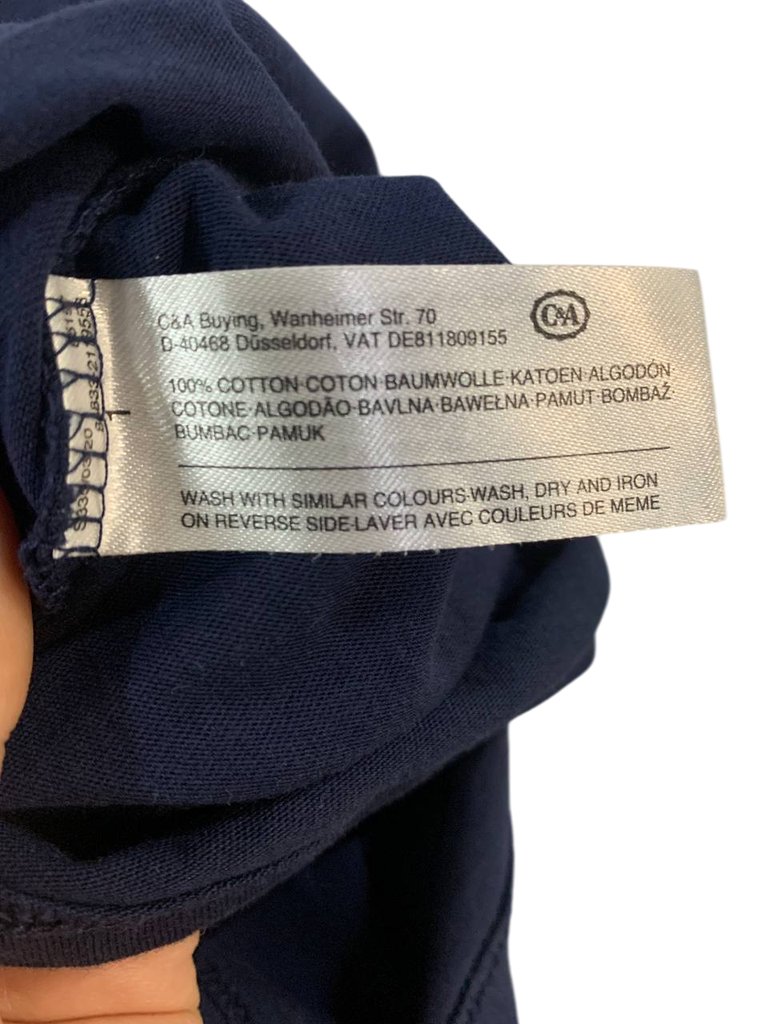 C&A Buying, Wanheimer Str. 70
D-40468 Düsseldorf, VAT DE811809155
C&A
100% COTTON·COTON·BAUMWOLLE·KATOEN·ALGODÓN
COTONE·ALGODÃO·BAVLNA·BAWEŁNA·PAMUT·BOMBAŽ·
BUMBAC·PAMUK
WASH WITH SIMILAR COLOURS·WASH, DRY AND IRON
ON REVERSE SIDE·LAVER AVEC COULEURS DE MEME